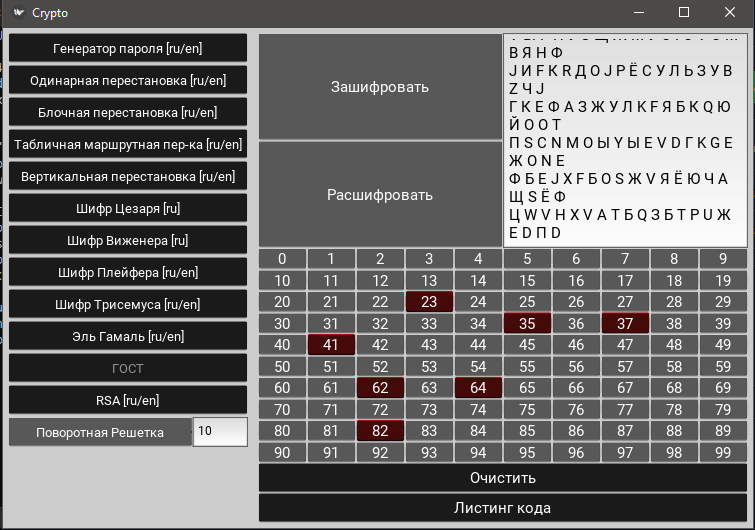 Crypto
Генератор пароля [ru/en]
Одинарная перестановка [ru/en]
Блочная перестановка [ru/en]
Табличная маршрутная пер-ка [ru/en]
Вертикальная перестановка [ru/en]
Шифр Цезаря [ru]
Шифр Виженера [ru]
Шифр Плейфера [ru/en]
Шифр Трисемуса [ru/en]
Эль Гамаль [ru/en]
ГОСТ
RSA [ru/en]
Поворотная Решетка 10
Зашифровать
Расшифровать
В Я Н Ф
J И F K R Д O J P Ё С У Л Ь З У В
Z Ч J
Г К Е Ф А З Ж У Л К F Я Б К Q Ю
Й О О Т
П S C N М О Ы Y Ы Е V D Г К G E
Ж O N E
Ф Б Е J X F Б О S Ж V Я Ё Ю Ч А
Щ S Ё Ф
Ц W V H X V A T Б Q З Б Т Р U Ж
E D П D
0 1 2 3 4 5 6 7 8 9
10 11 12 13 14 15 16 17 18 19
20 21 22 23 24 25 26 27 28 29
30 31 32 33 34 35 36 37 38 39
40 41 42 43 44 45 46 47 48 49
50 51 52 53 54 55 56 57 58 59
60 61 62 63 64 65 66 67 68 69
70 71 72 73 74 75 76 77 78 79
80 81 82 83 84 85 86 87 88 89
90 91 92 93 94 95 96 97 98 99
Очистить
Листинг кода